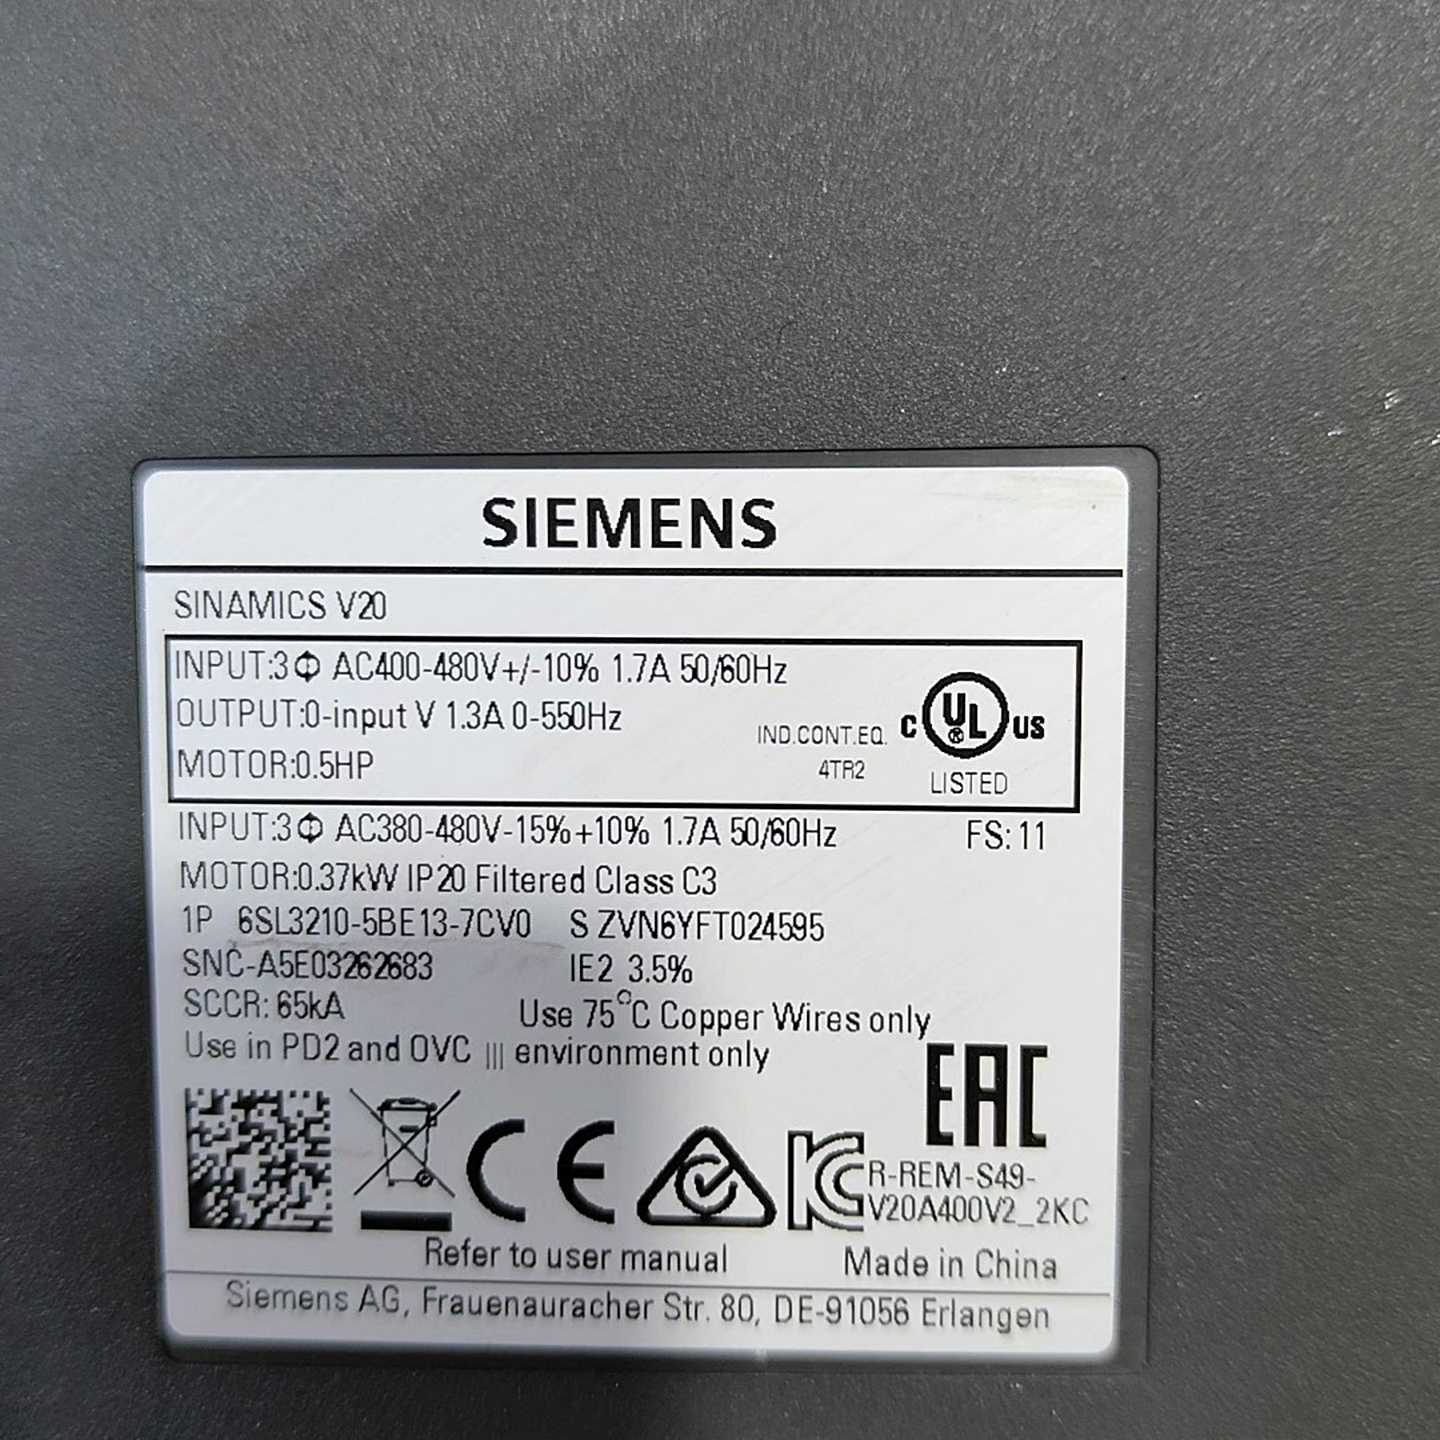 SIEMENS
SINAMICS V20
INPUT:3Φ AC400-480V+/-10% 1.7A 50/60Hz
OUTPUT:0-input V 1.3A 0-550Hz
MOTOR:0.5HP
IND.CONT.EQ.
4TR2
C UL ® US
LISTED
INPUT:3Φ AC380-480V-15%+10% 1.7A 50/60Hz FS: 11
MOTOR:0.37kW IP20 Filtered Class C3
1P 6SL3210-5BE13-7CV0 S ZVN6YFT024595
SNC-A5E03262683 IE2 3.5%
SCCR: 65kA Use 75°C Copper Wires only
Use in PD2 and OVC III environment only
EAC
CE
KC
R-REM-S49-
V20A400V2_2KC
Refer to user manual Made in China
Siemens AG, Frauenauracher Str. 80, DE-91056 Erlangen